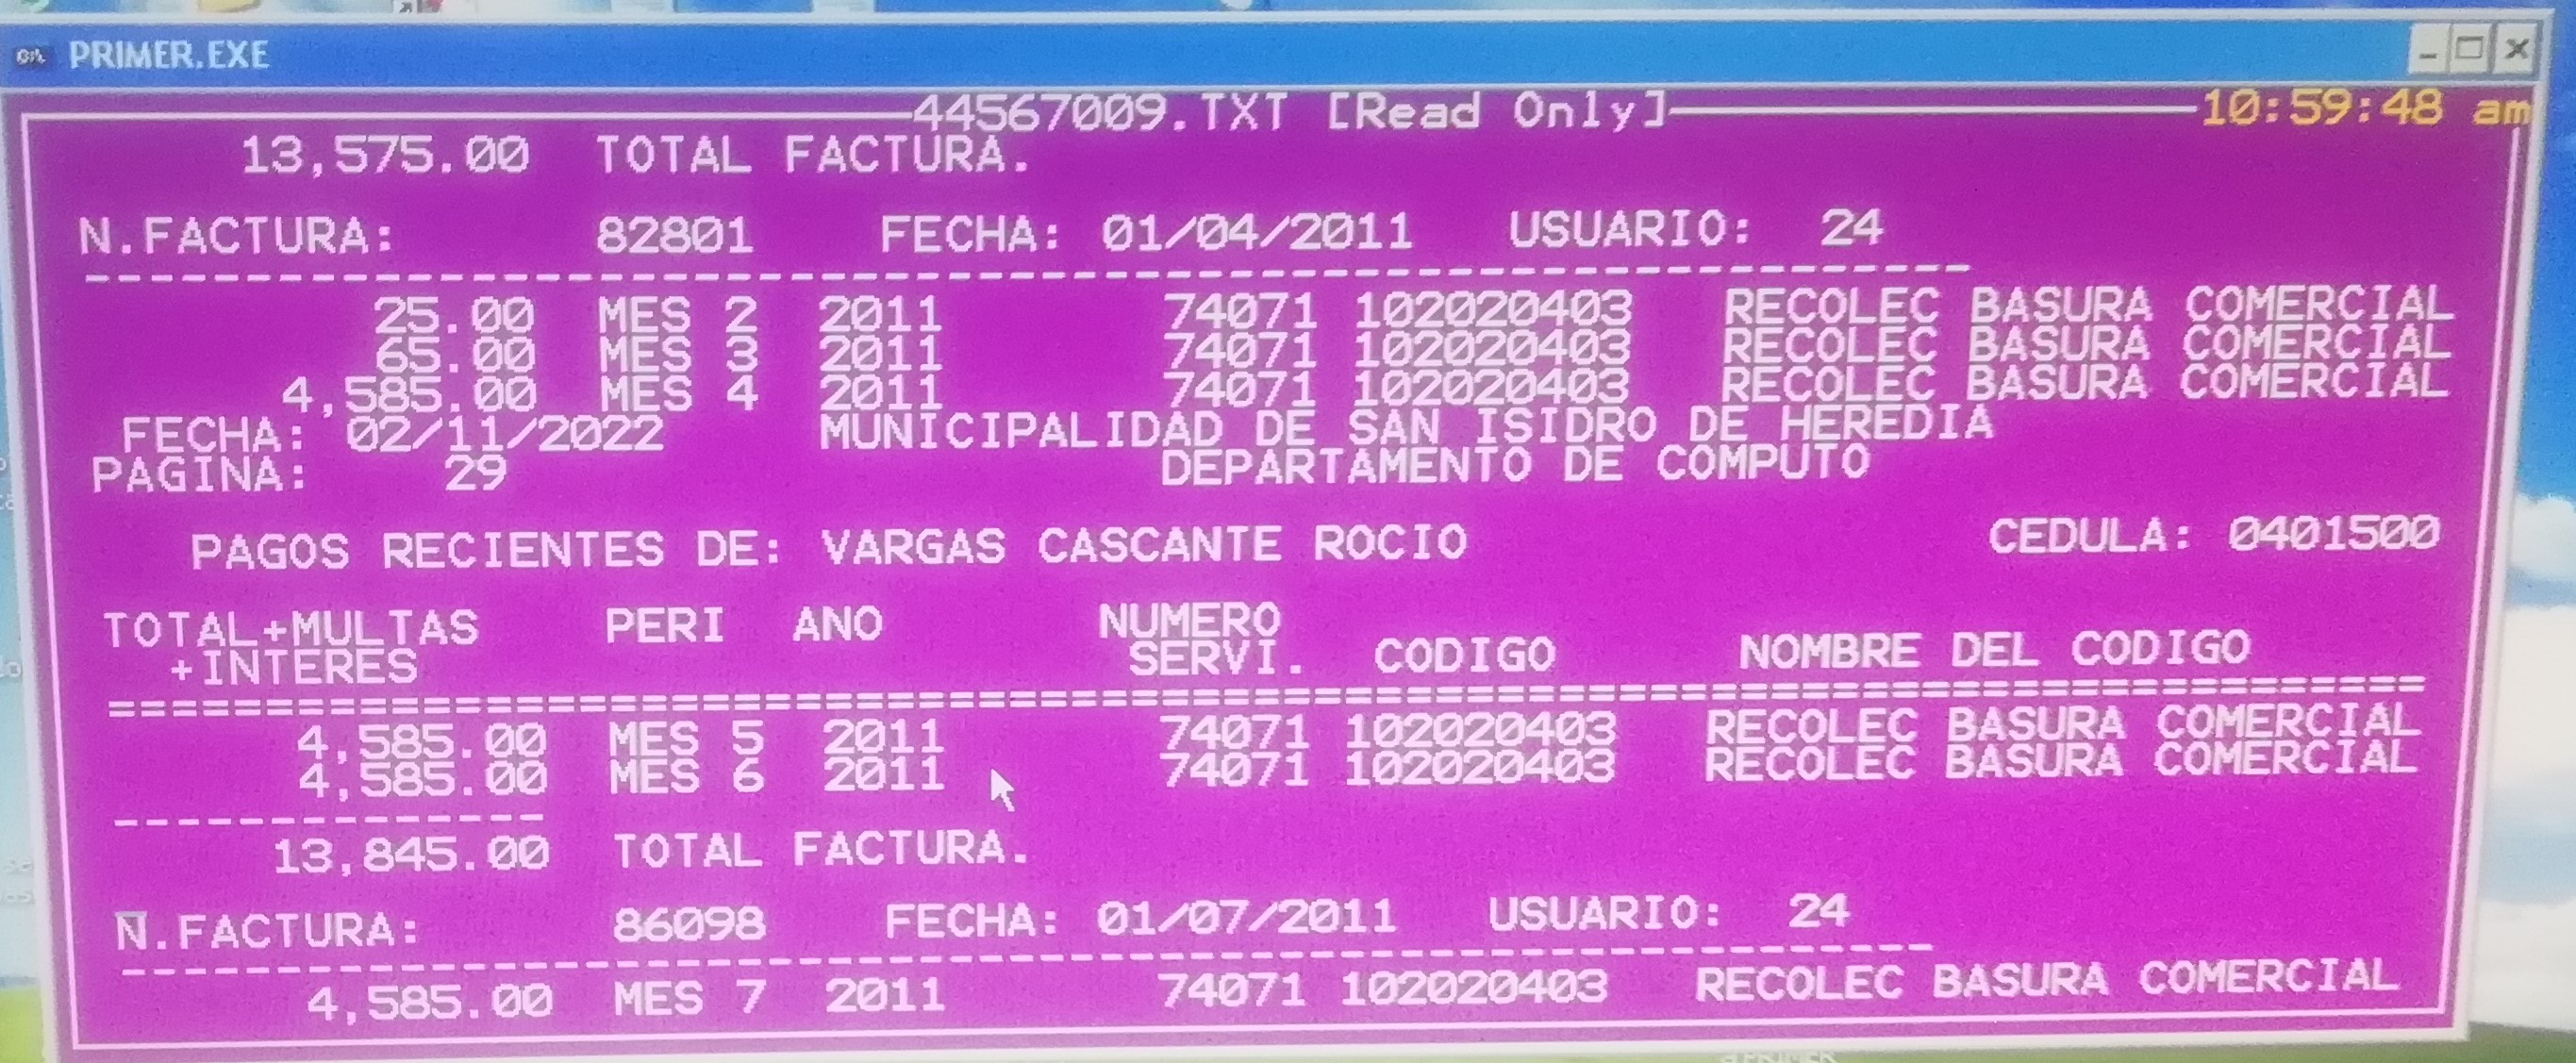 PRIMER.EXE
44567009.TXT [Read Only] 10:59:48 am
13,575.00 TOTAL FACTURA.
N.FACTURA: 82801 FECHA: 01/04/2011 USUARIO: 24
--------------------------------------------------------------
25.00 MES 2 2011 74071 102020403 RECOLEC BASURA COMERCIAL
65.00 MES 3 2011 74071 102020403 RECOLEC BASURA COMERCIAL
4,585.00 MES 4 2011 74071 102020403 RECOLEC BASURA COMERCIAL
FECHA: 02/11/2022 MUNICIPALIDAD DE SAN ISIDRO DE HEREDIA
PAGINA: 29 DEPARTAMENTO DE COMPUTO
PAGOS RECIENTES DE: VARGAS CASCANTE ROCIO CEDULA: 0401500
TOTAL+MULTAS PERI ANO NUMERO
+INTERES SERVI. CODIGO NOMBRE DEL CODIGO
==========================================================================
4,585.00 MES 5 2011 74071 102020403 RECOLEC BASURA COMERCIAL
4,585.00 MES 6 2011 74071 102020403 RECOLEC BASURA COMERCIAL
--------------
13,845.00 TOTAL FACTURA.
N.FACTURA: 86098 FECHA: 01/07/2011 USUARIO: 24
--------------------------------------------------------------
4,585.00 MES 7 2011 74071 102020403 RECOLEC BASURA COMERCIAL